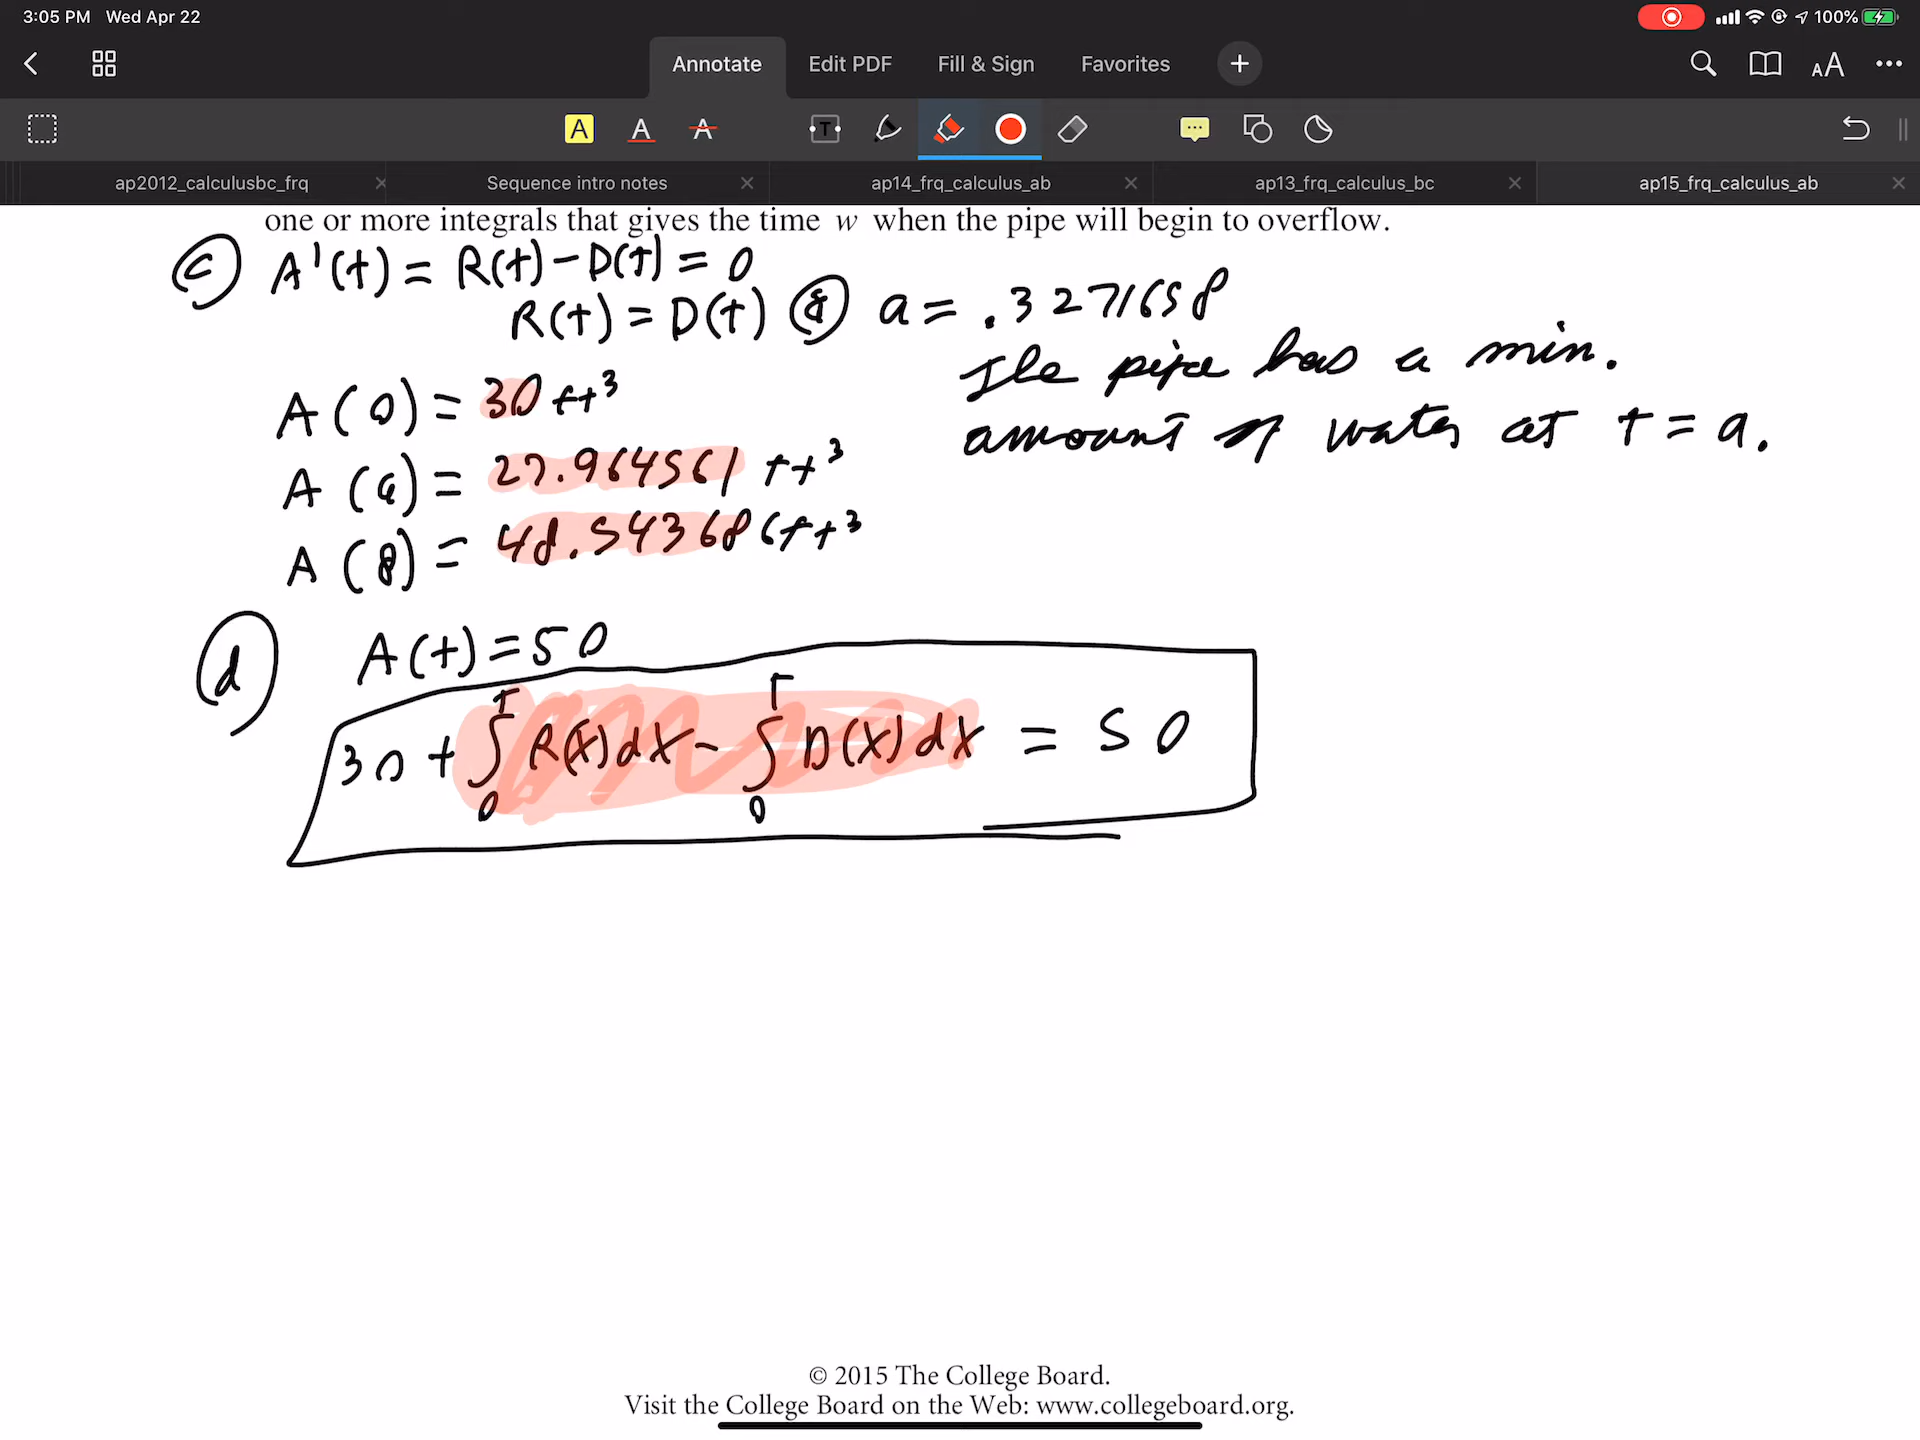 3:05 PM Wed Apr 22
100%
Annotate Edit PDF Fill & Sign Favorites +
AA
A A A T
ap2012_calculusbc_frq × Sequence intro notes × ap14_frq_calculus_ab × ap13_frq_calculus_bc × ap15_frq_calculus_ab ×
one or more integrals that gives the time w when the pipe will begin to overflow.
(c) A'(t) = R(t) - D(t) = 0
R(t) = D(t) @ a = .3271658
The pipe has a min.
amount of water at t = a.
A(0) = 30 ft³
A(a) = 27.964561 ft³
A(8) = 48.543686 ft³
(d) A(t) = 50
30 + ∫₀ᵀ R(x)dx - ∫₀ᵀ D(x)dx = 50
© 2015 The College Board.
Visit the College Board on the Web: www.collegeboard.org.